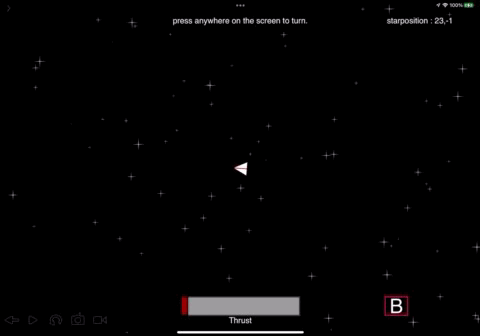 100%
press anywhere on the screen to turn.
starposition : 23,-1
B
Thrust